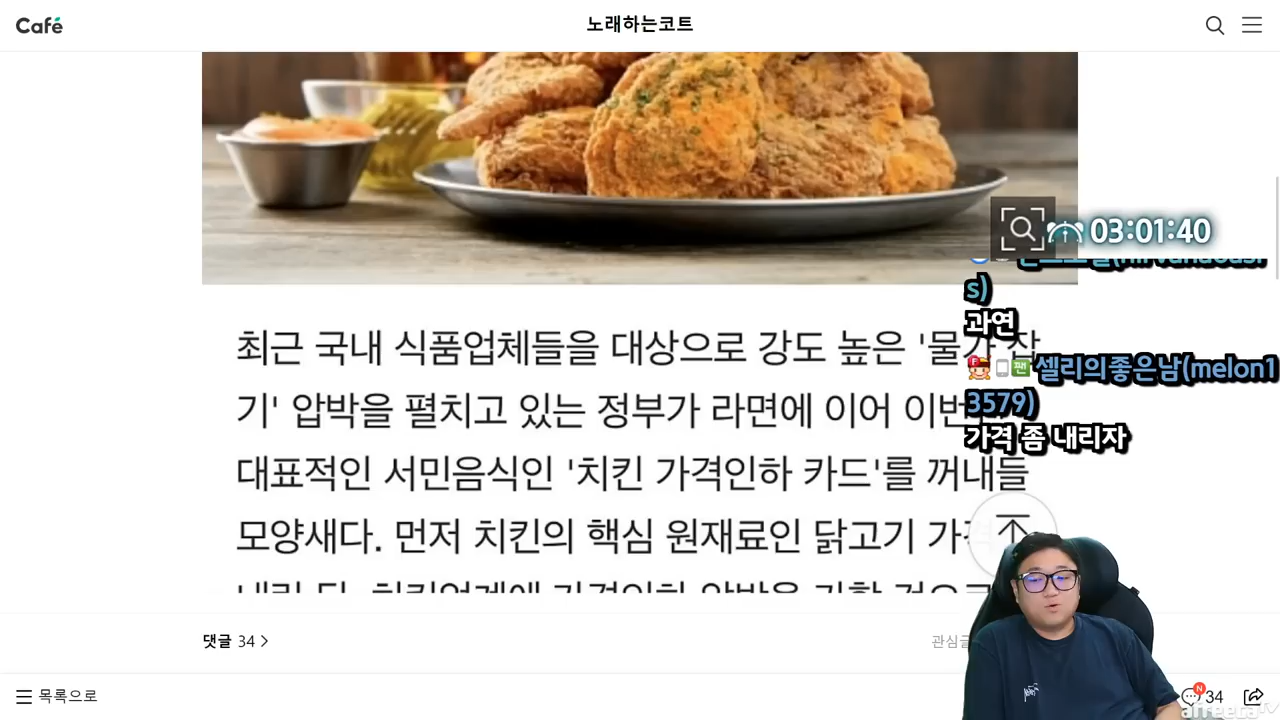 Café
노래하는코트
03:01:40
s)
과연
셀리의좋은남(melon1
3579)
가격 좀 내리자
최근 국내 식품업체들을 대상으로 강도 높은 '물가 잡
기' 압박을 펼치고 있는 정부가 라면에 이어 이번
대표적인 서민음식인 '치킨 가격인하 카드'를 꺼내들
모양새다. 먼저 치킨의 핵심 원재료인 닭고기 가격
댓글 34
관심글
목록으로
N
34
afreecaTV